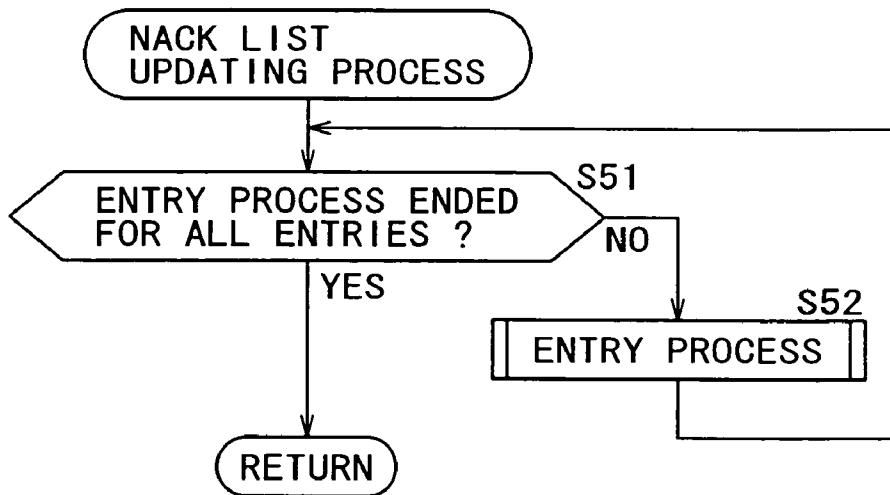 NACK LIST
UPDATING PROCESS
S51
ENTRY PROCESS ENDED
FOR ALL ENTRIES ?
NO
YES
S52
ENTRY PROCESS
RETURN